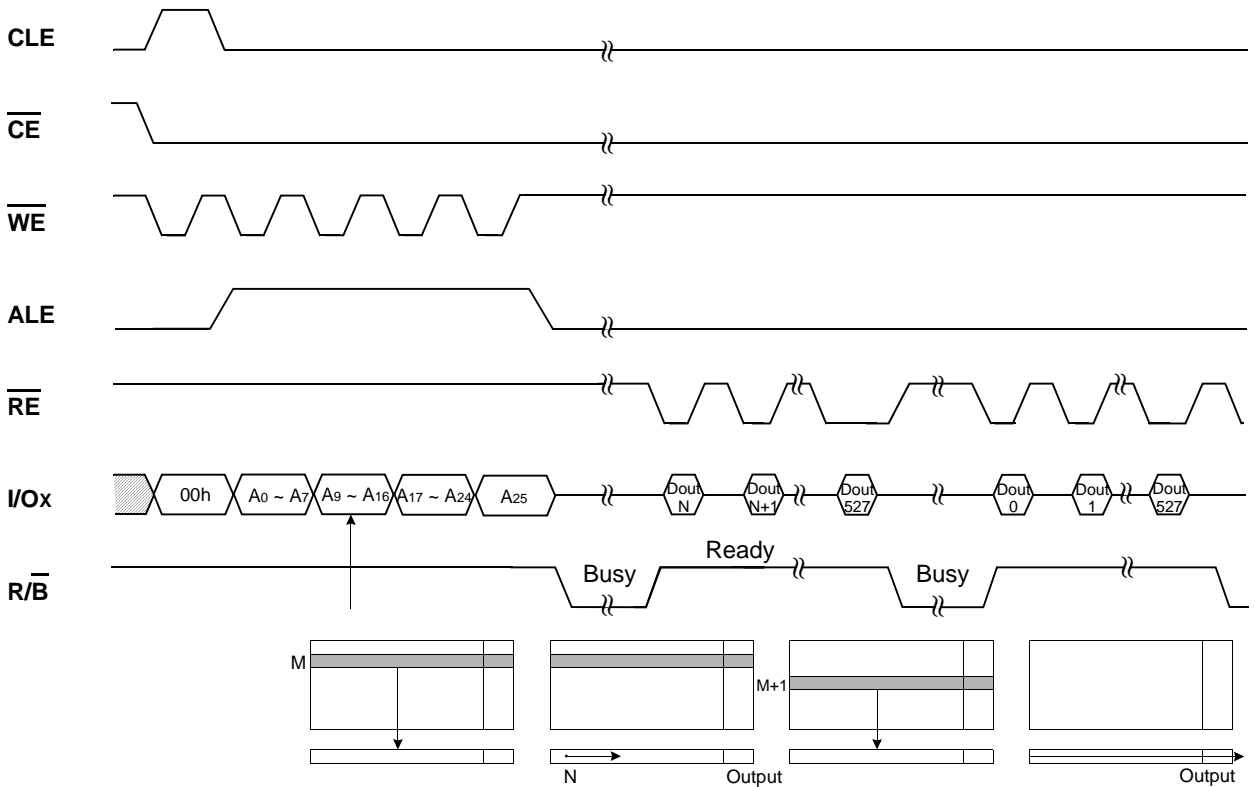 CLE
CE
WE
ALE
RE
I/Ox 00h A0 ~ A7 A9 ~ A16 A17 ~ A24 A25 Dout N Dout N+1 Dout 527 Dout 0 Dout 1 Dout 527
R/B Busy Ready Busy
M M+1
N Output Output